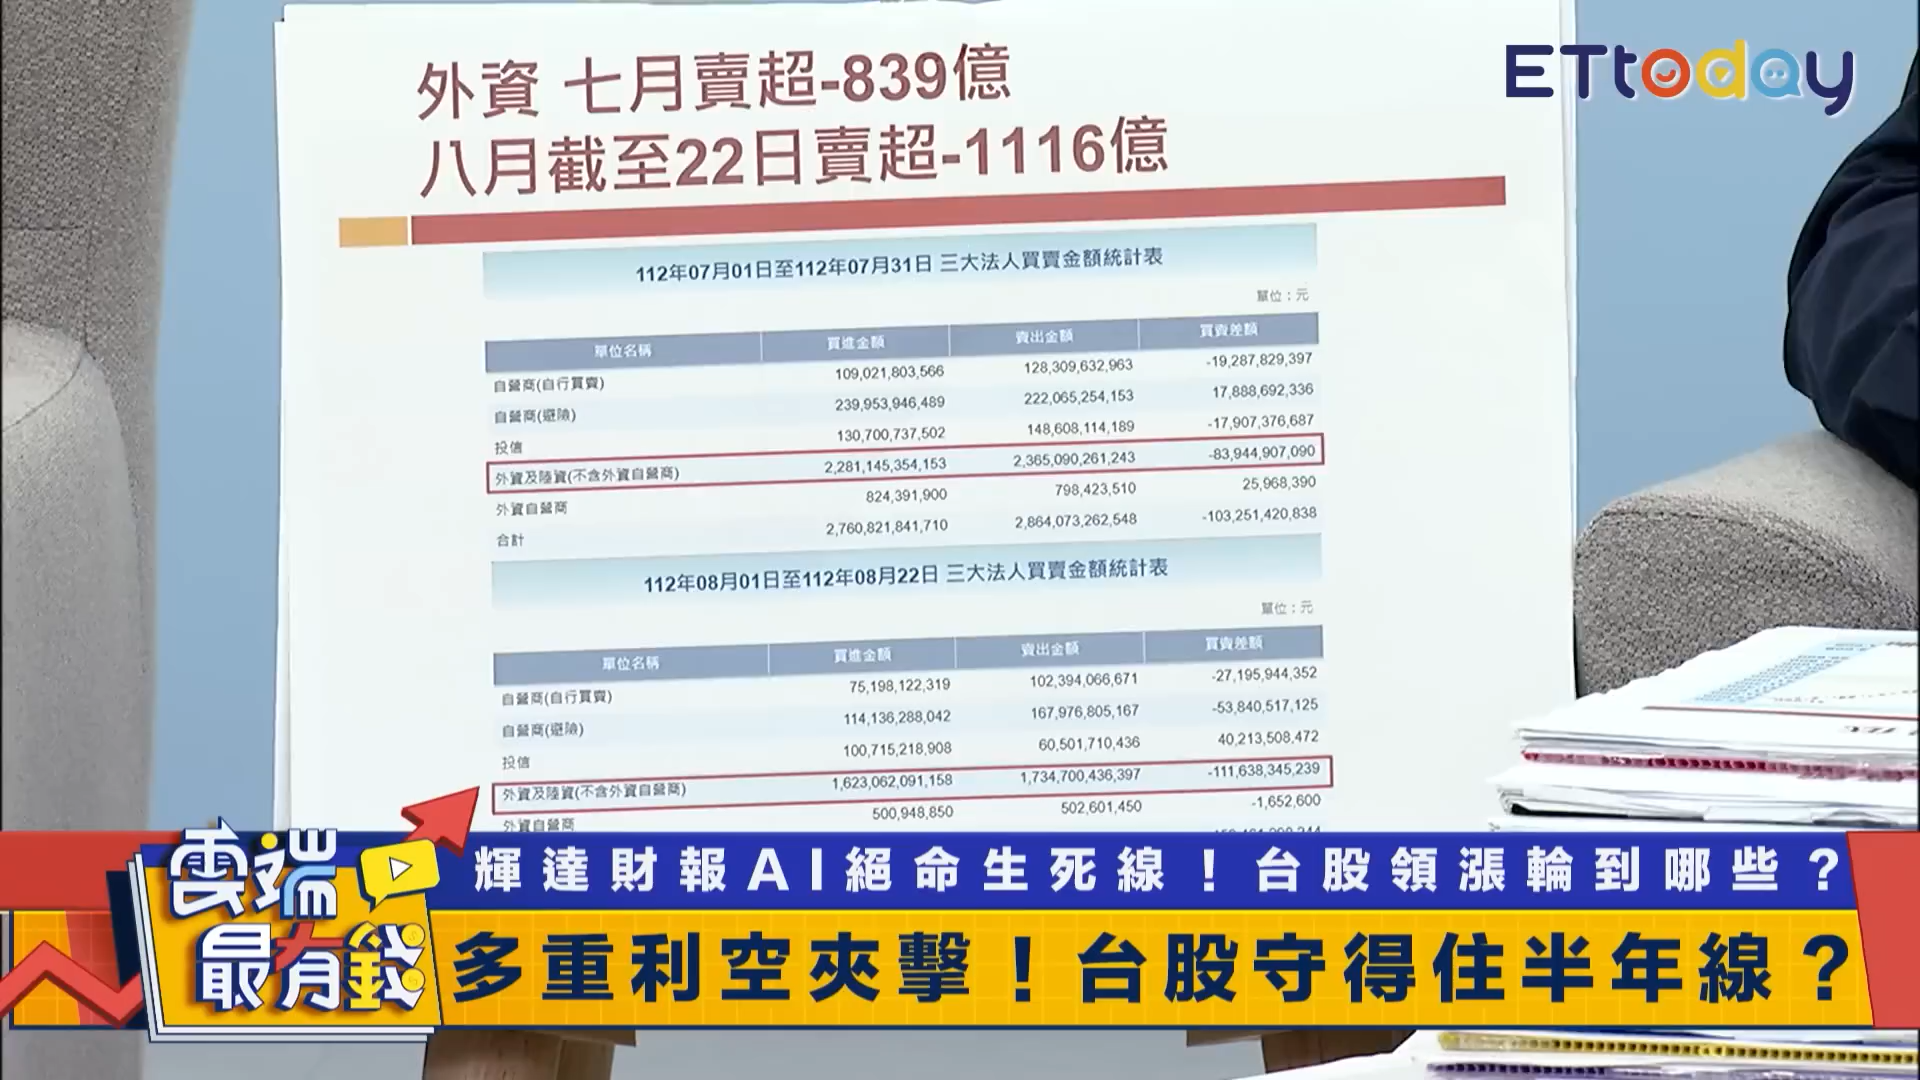 外資 七月賣超-839億
八月截至22日賣超-1116億
ETtoday
112年07月01日至112年07月31日 三大法人買賣金額統計表
單位：元
單位名稱 買進金額 賣出金額 買賣差額
自營商(自行買賣) 109,021,803,566 128,309,632,963 -19,287,829,397
自營商(避險) 239,953,946,489 222,065,254,153 17,888,692,336
投信 130,700,737,502 148,608,114,189 -17,907,376,687
外資及陸資(不含外資自營商) 2,281,145,354,153 2,365,090,261,243 -83,944,907,090
外資自營商 824,391,900 798,423,510 25,968,390
合計 2,760,821,841,710 2,864,073,262,548 -103,251,420,838
112年08月01日至112年08月22日 三大法人買賣金額統計表
單位：元
單位名稱 買進金額 賣出金額 買賣差額
自營商(自行買賣) 75,198,122,319 102,394,066,671 -27,195,944,352
自營商(避險) 114,136,288,042 167,976,805,167 -53,840,517,125
投信 100,715,218,908 60,501,710,436 40,213,508,472
外資及陸資(不含外資自營商) 1,623,062,091,158 1,734,700,436,397 -111,638,345,239
外資自營商 500,948,850 502,601,450 -1,652,600
雲端最有錢
輝達財報AI絕命生死線！台股領漲輪到哪些？
多重利空夾擊！台股守得住半年線？